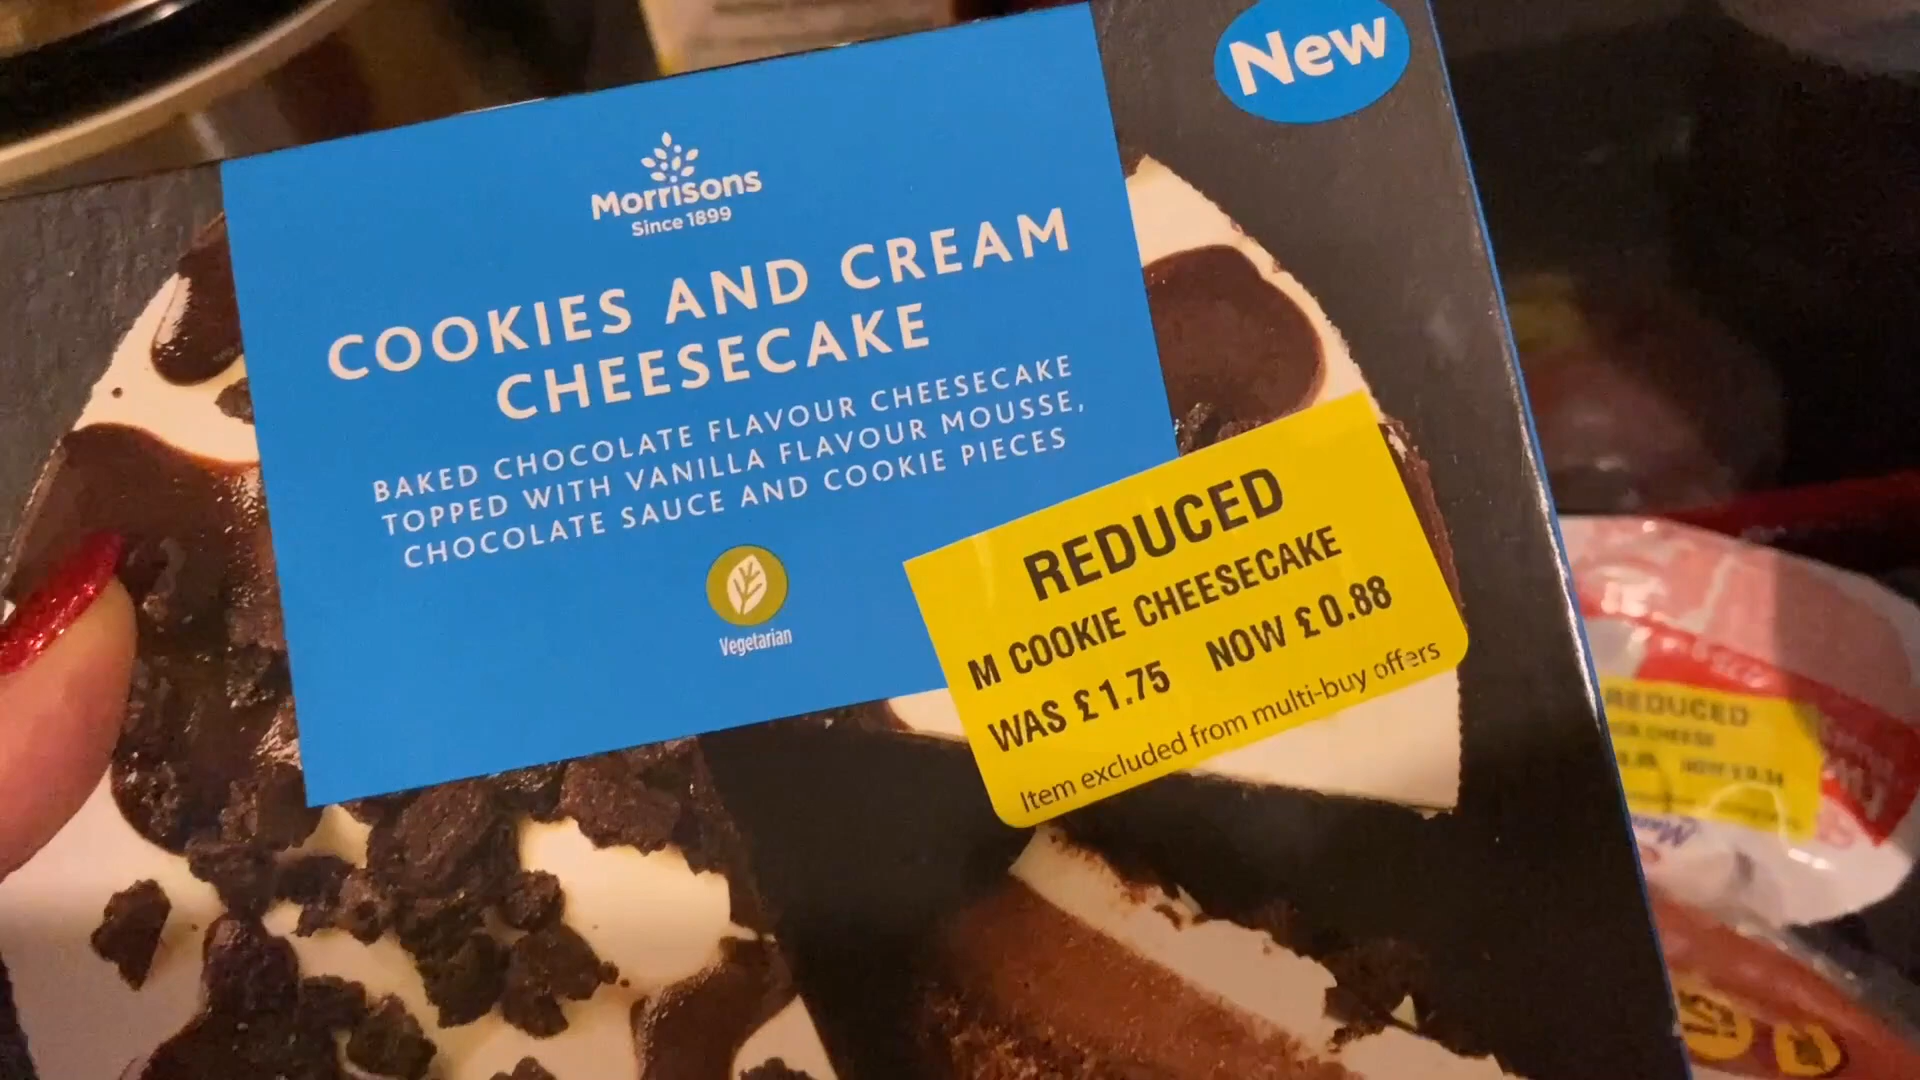 New
Morrisons
Since 1899
COOKIES AND CREAM
CHEESECAKE
BAKED CHOCOLATE FLAVOUR CHEESECAKE
TOPPED WITH VANILLA FLAVOUR MOUSSE,
CHOCOLATE SAUCE AND COOKIE PIECES
Vegetarian
REDUCED
M COOKIE CHEESECAKE
WAS £1.75 NOW £0.88
Item excluded from multi-buy offers
REDUCED
CHEESE